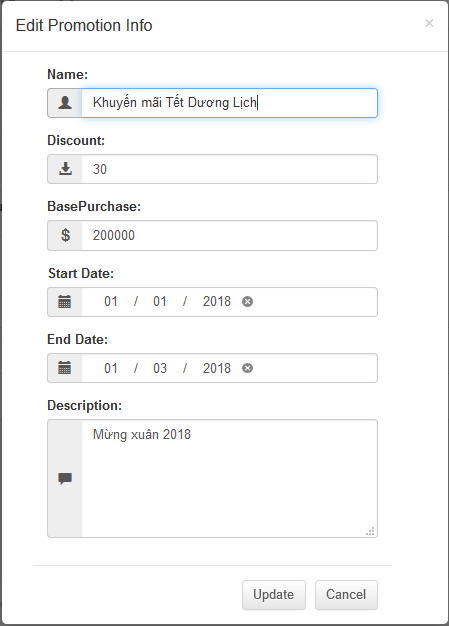 Edit Promotion Info ×
Name:
Khuyến mãi Tết Dương Lịch
Discount:
30
BasePurchase:
$ 200000
Start Date:
01 / 01 / 2018
End Date:
01 / 03 / 2018
Description:
Mừng xuân 2018
Update Cancel